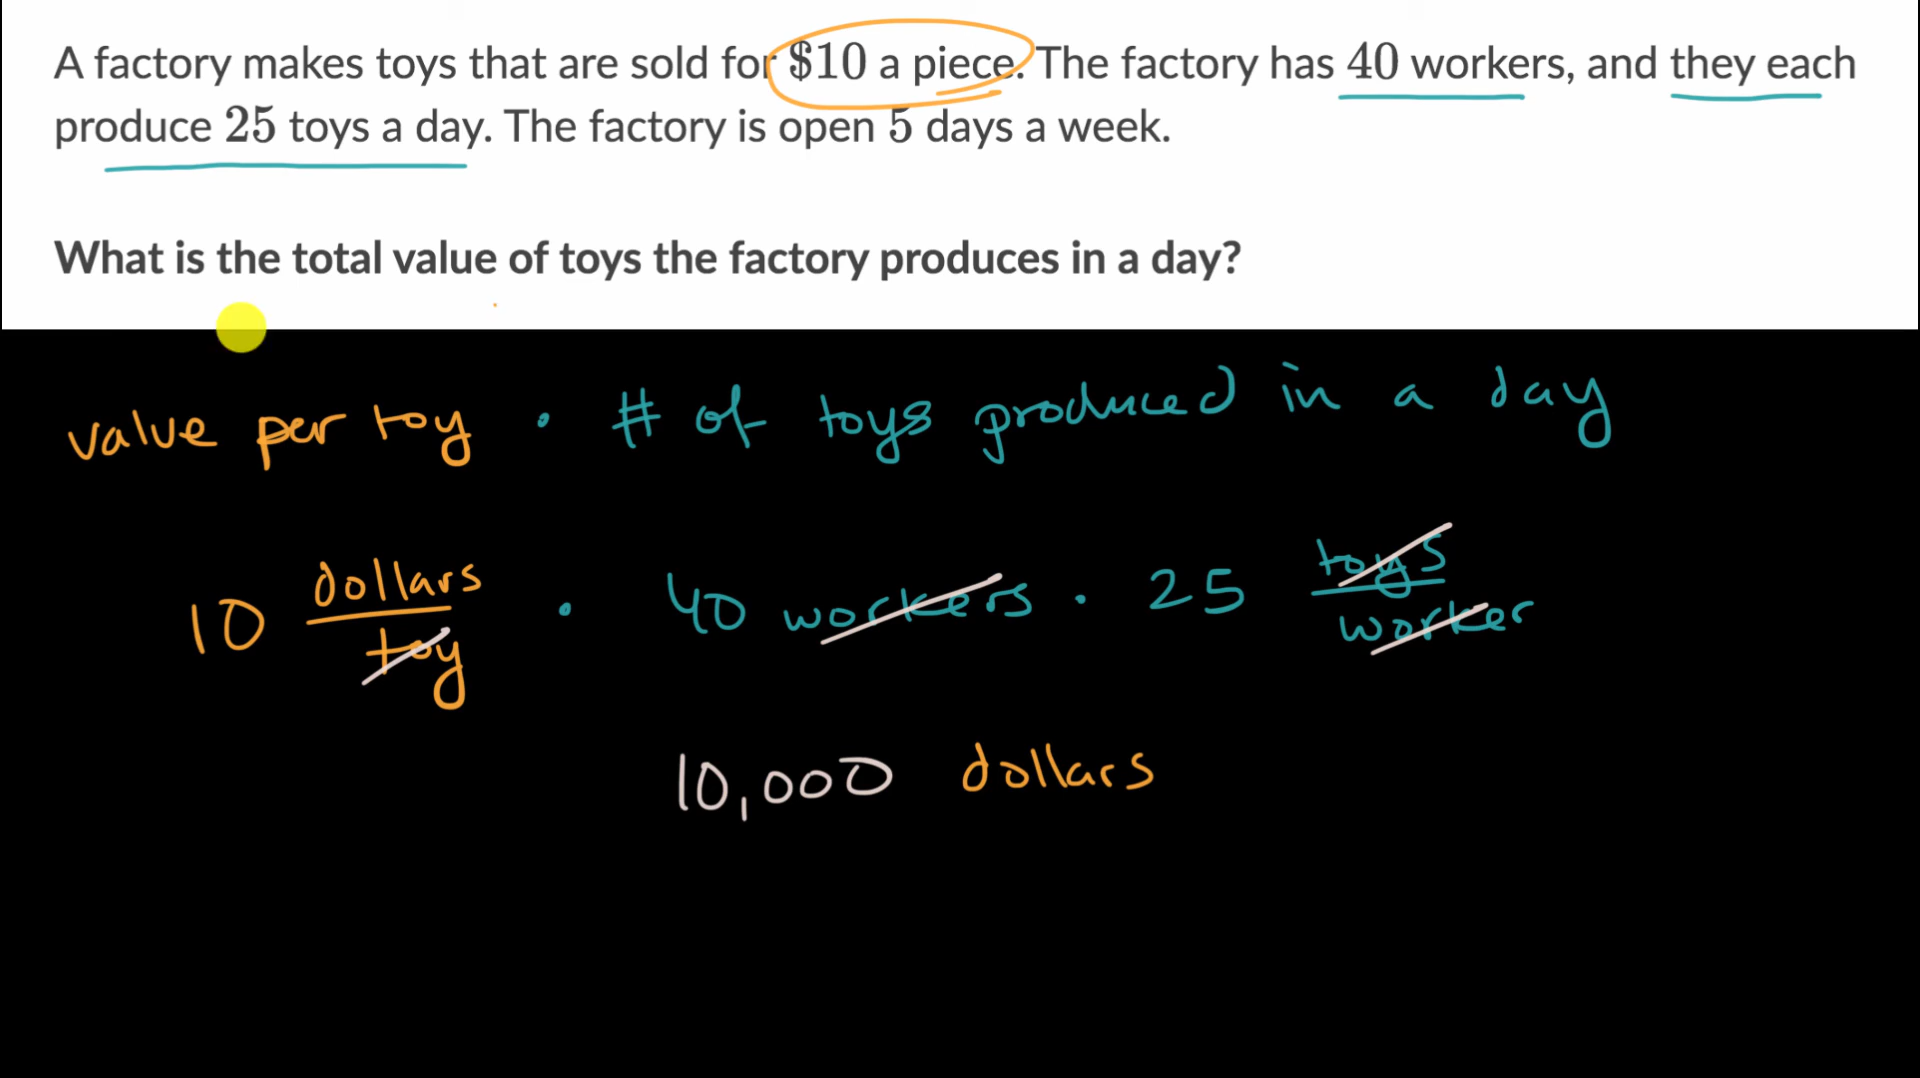 A factory makes toys that are sold for $10 a piece. The factory has 40 workers, and they each
produce 25 toys a day. The factory is open 5 days a week.
What is the total value of toys the factory produces in a day?
value per toy · # of toys produced in a day
10 dollars/toy · 40 workers · 25 toys/worker
10,000 dollars